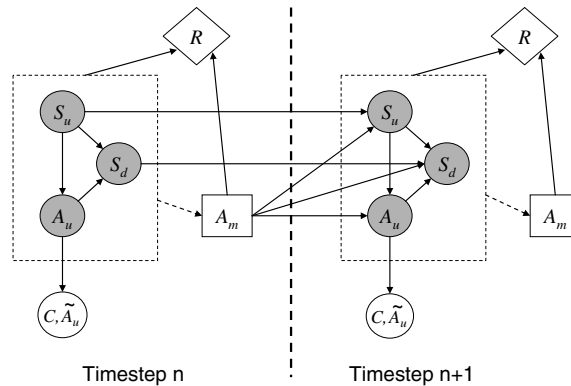 R R
S_u S_u
S_d S_d
A_u A_m A_u A_m
C, Ã_u C, Ã_u
Timestep n Timestep n+1